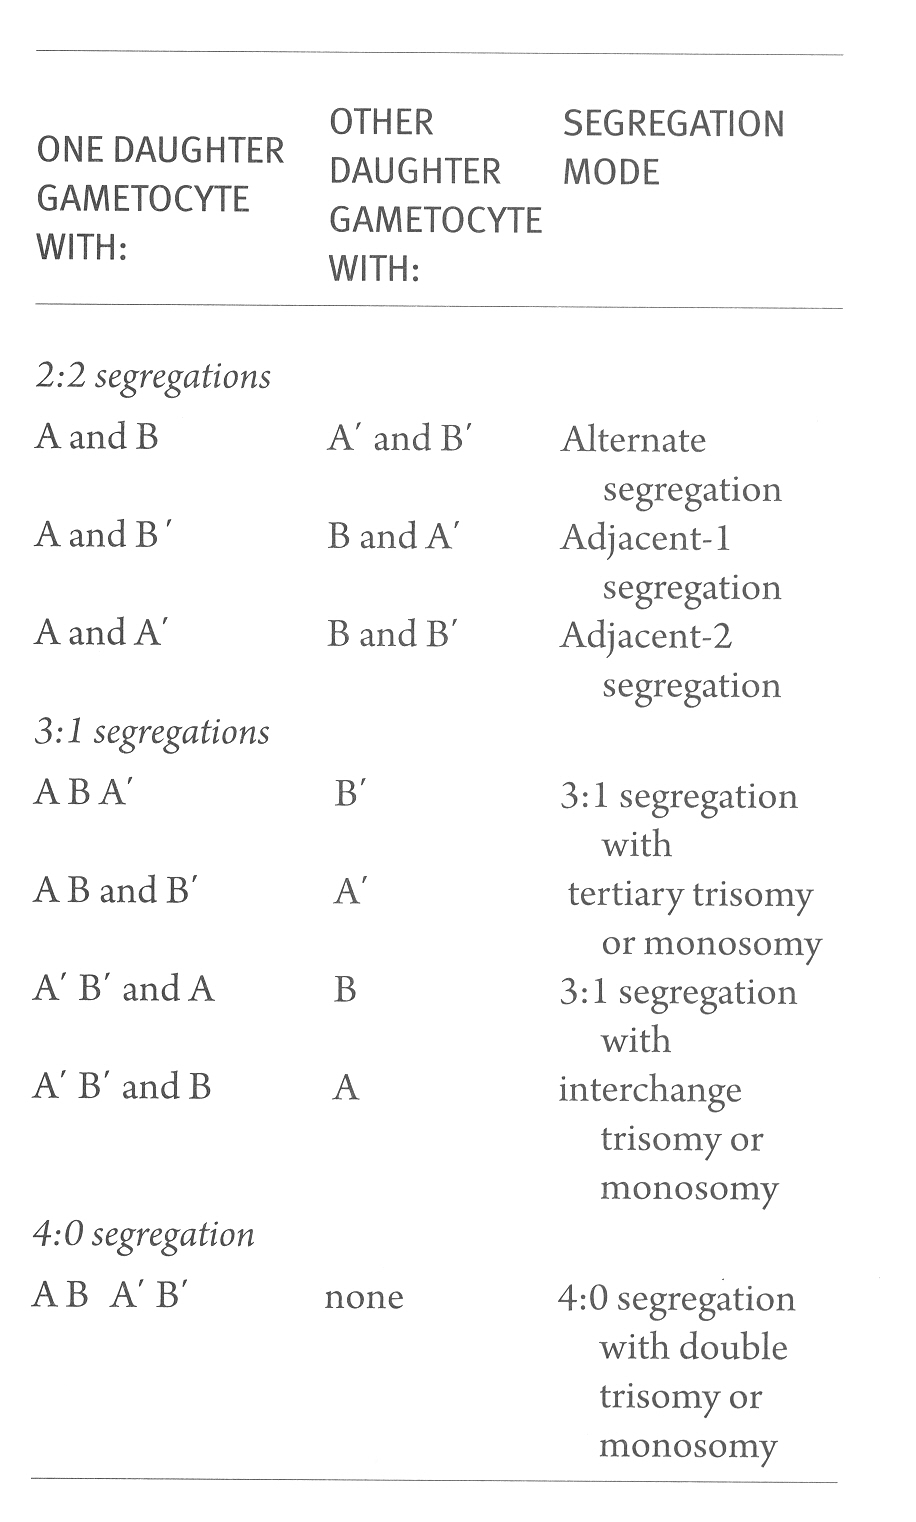 ONE DAUGHTER GAMETOCYTE WITH: OTHER DAUGHTER GAMETOCYTE WITH: SEGREGATION MODE
2:2 segregations
A and B A′ and B′ Alternate
segregation
A and B ′ B and A′ Adjacent-1
segregation
A and A′ B and B′ Adjacent-2
segregation
3:1 segregations
A B A′ B′ 3:1 segregation
with
A B and B′ A′ tertiary trisomy
or monosomy
A′ B′ and A B 3:1 segregation
with
A′ B′ and B A interchange
trisomy or
monosomy
4:0 segregation
A B A′ B′ none 4:0 segregation
with double
trisomy or
monosomy